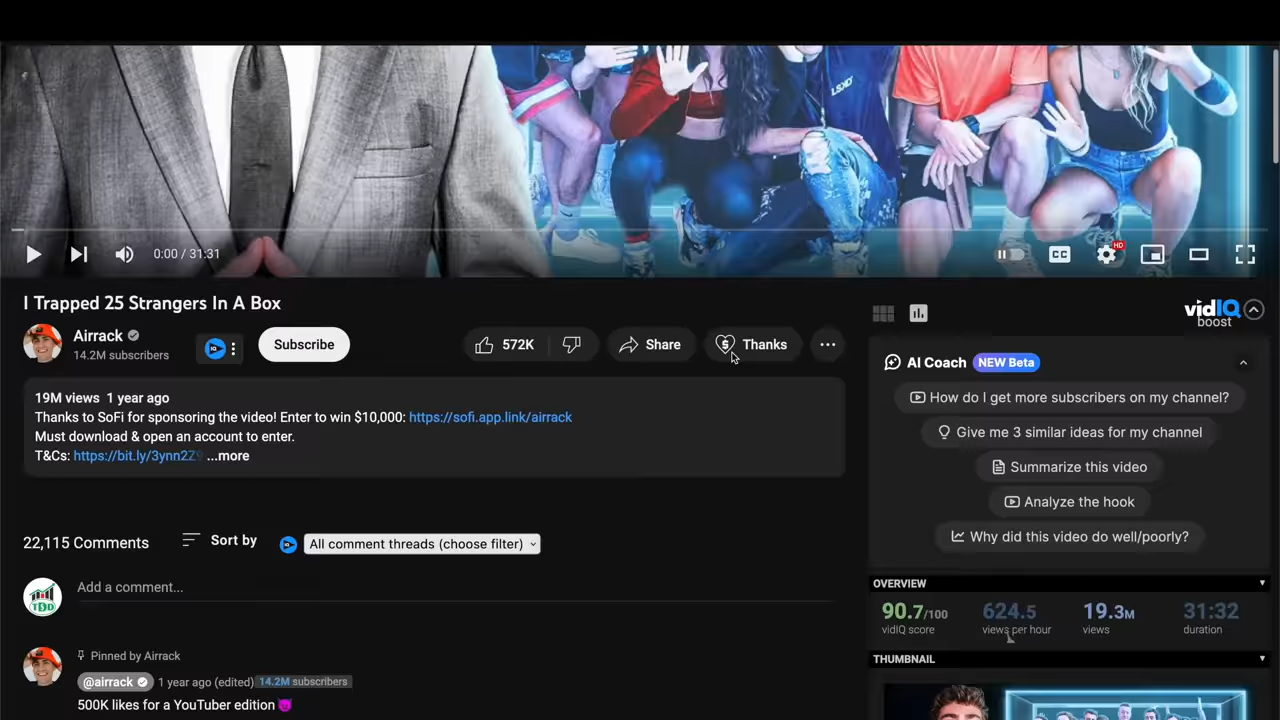 0:00 / 31:31
CC
HD
I Trapped 25 Strangers In A Box
Airrack
14.2M subscribers
Subscribe
572K
Share
Thanks
vidIQ
boost
19M views 1 year ago
Thanks to SoFi for sponsoring the video! Enter to win $10,000: https://sofi.app.link/airrack
Must download & open an account to enter.
T&Cs: https://bit.ly/3ynn2Z9 ...more
AI Coach NEW Beta
How do I get more subscribers on my channel?
Give me 3 similar ideas for my channel
Summarize this video
Analyze the hook
Why did this video do well/poorly?
22,115 Comments
Sort by
All comment threads (choose filter)
Add a comment...
OVERVIEW
90.7/100 624.5 19.3M 31:32
vidIQ score views per hour views duration
THUMBNAIL
Pinned by Airrack
@airrack 1 year ago (edited) 14.2M subscribers
500K likes for a YouTuber edition 😈